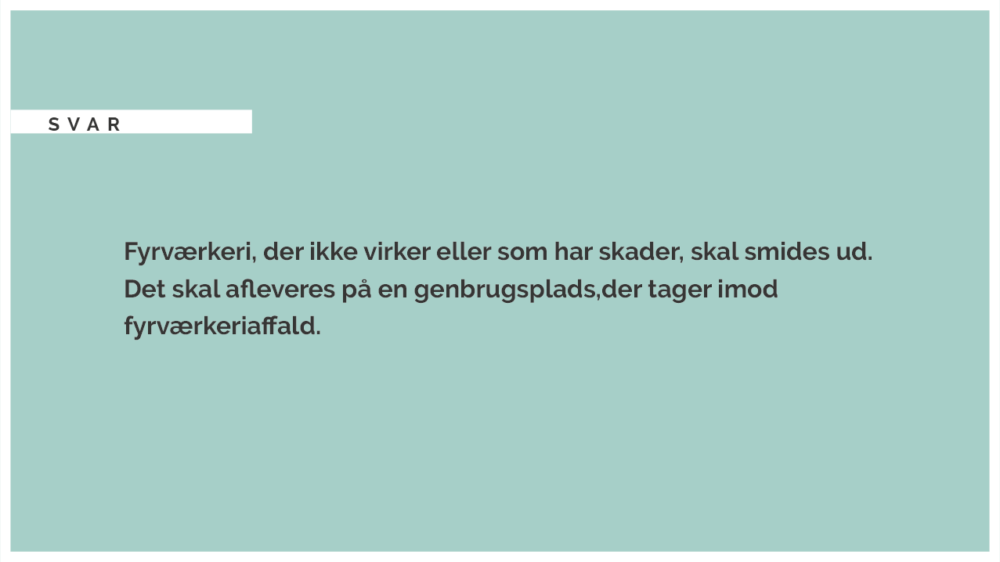 SVAR
Fyrværkeri, der ikke virker eller som har skader, skal smides ud.
Det skal afleveres på en genbrugsplads,der tager imod
fyrværkeriaffald.